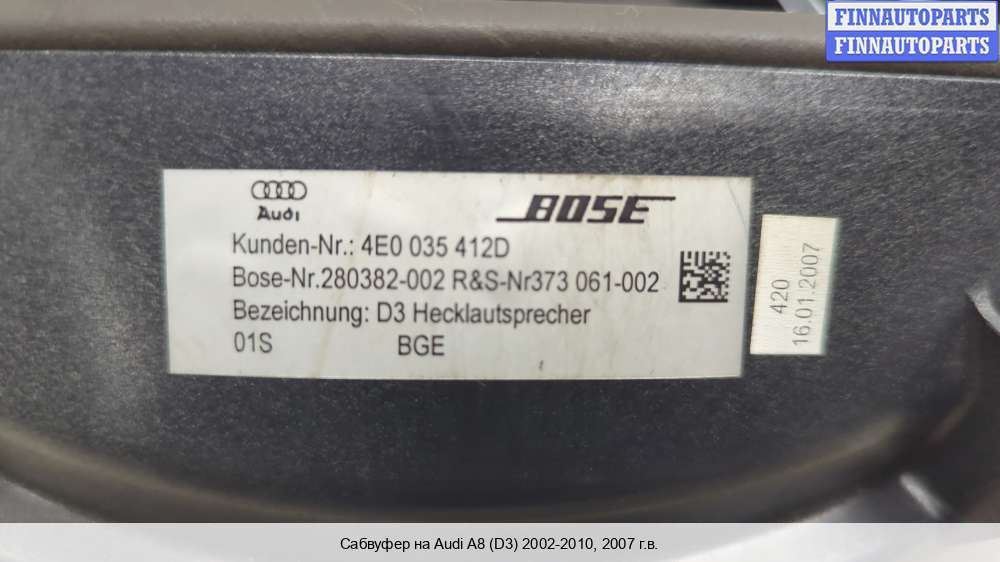 FINNAUTOPARTS
FINNAUTOPARTS
Audi
BOSE
Kunden-Nr.: 4E0 035 412D
Bose-Nr.280382-002 R&S-Nr373 061-002
Bezeichnung: D3 Hecklautsprecher
01S BGE
420
16.01.2007
Сабвуфер на Audi A8 (D3) 2002-2010, 2007 г.в.